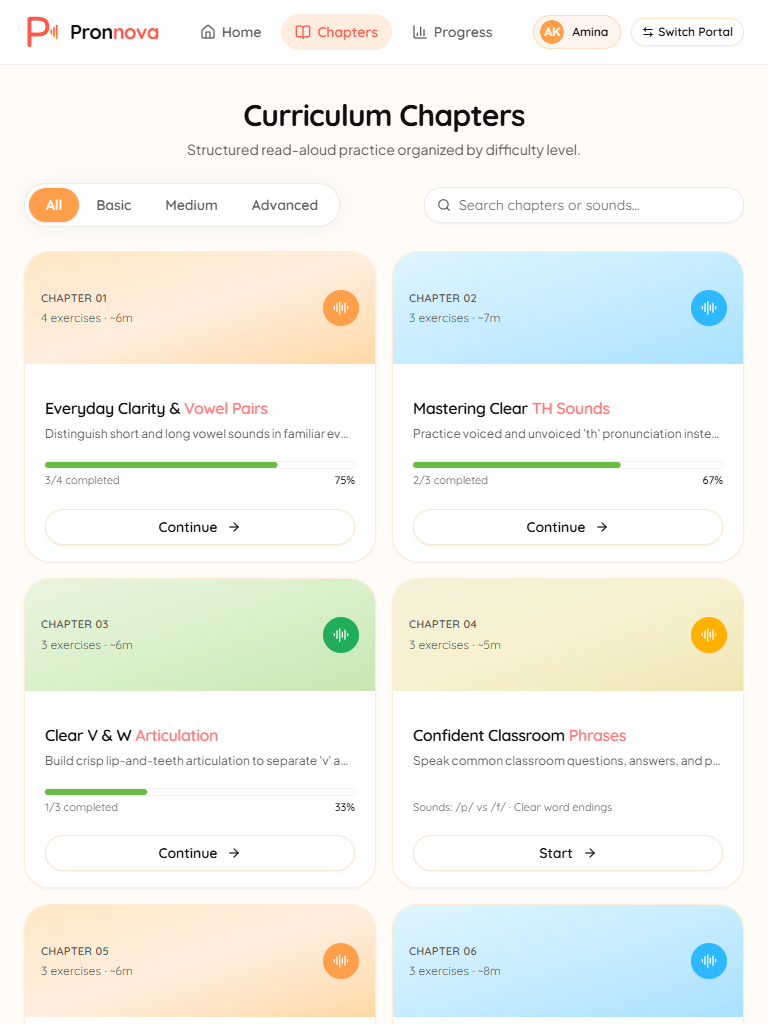 Pronnova
Home
Chapters
Progress
AK
Amina
Switch Portal
Curriculum Chapters
Structured read-aloud practice organized by difficulty level.
All
Basic
Medium
Advanced
Search chapters or sounds...
CHAPTER 01
4 exercises · ~6m
Everyday Clarity & Vowel Pairs
Distinguish short and long vowel sounds in familiar ev...
3/4 completed
75%
Continue
CHAPTER 02
3 exercises · ~7m
Mastering Clear TH Sounds
Practice voiced and unvoiced 'th' pronunciation inste...
2/3 completed
67%
Continue
CHAPTER 03
3 exercises · ~6m
Clear V & W Articulation
Build crisp lip-and-teeth articulation to separate 'v' a...
1/3 completed
33%
Continue
CHAPTER 04
3 exercises · ~5m
Confident Classroom Phrases
Speak common classroom questions, answers, and p...
Sounds: /p/ vs /f/ · Clear word endings
Start
CHAPTER 05
3 exercises · ~6m
CHAPTER 06
3 exercises · ~8m